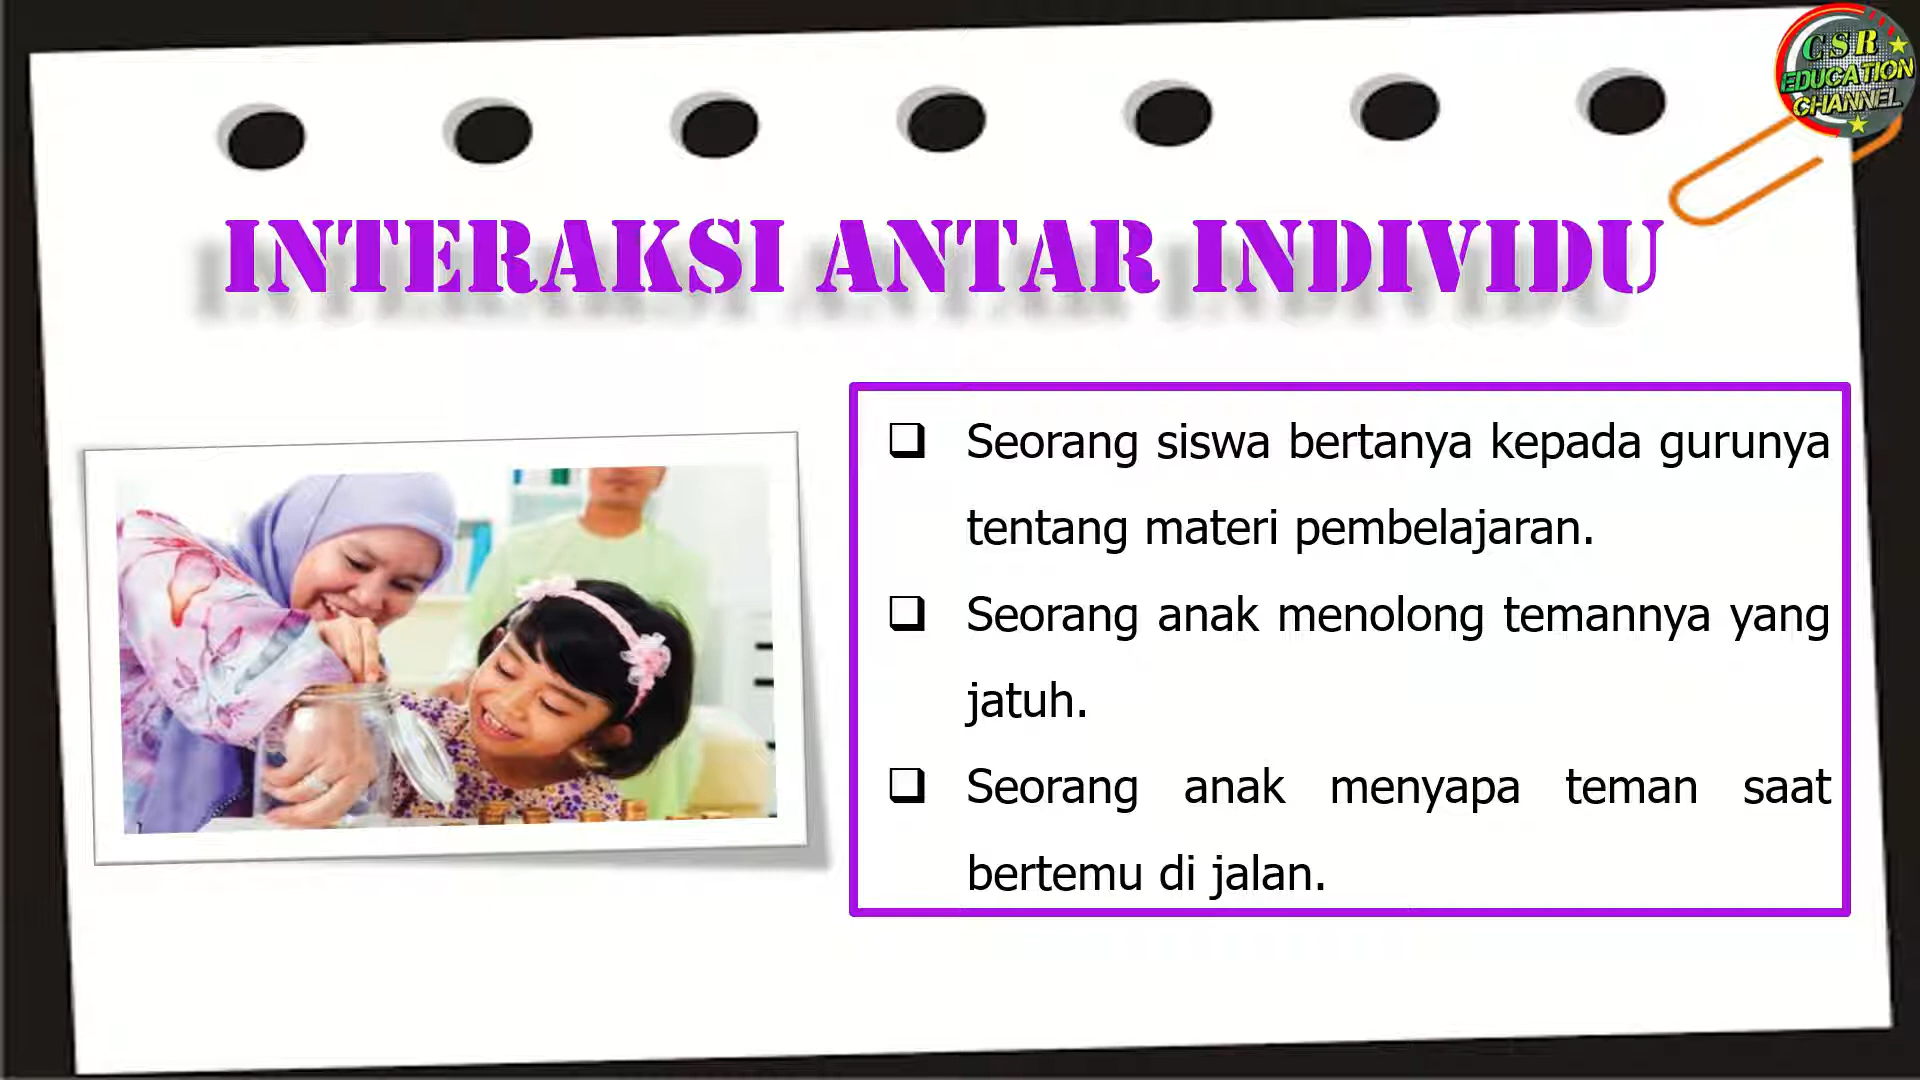 CSR
EDUCATION
CHANNEL
INTERAKSI ANTAR INDIVIDU
Seorang siswa bertanya kepada gurunya
tentang materi pembelajaran.
Seorang anak menolong temannya yang
jatuh.
Seorang anak menyapa teman saat
bertemu di jalan.